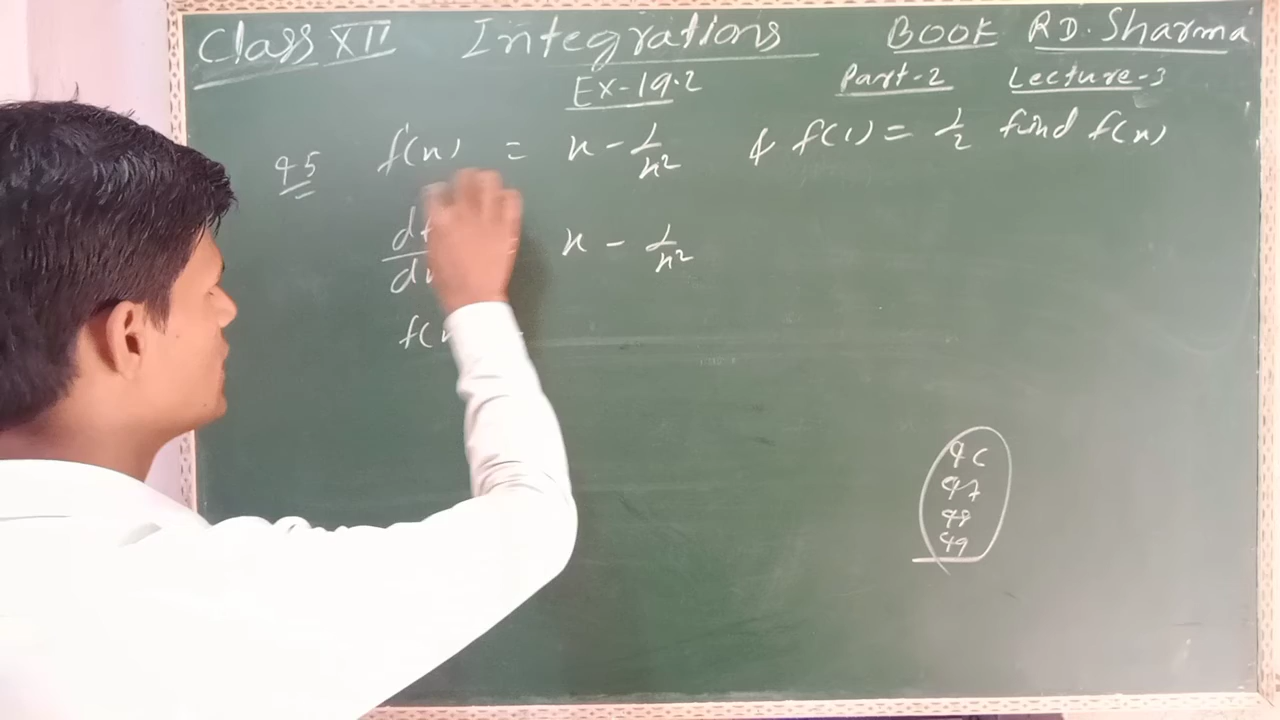 Class XII Integrations Book RD. Sharma
Ex-19.2 Part-2 Lecture-3
45 f'(x) = x - 1/x² & f(1) = 1/2 find f(x)
= x - 1/x²
46
47
48
49